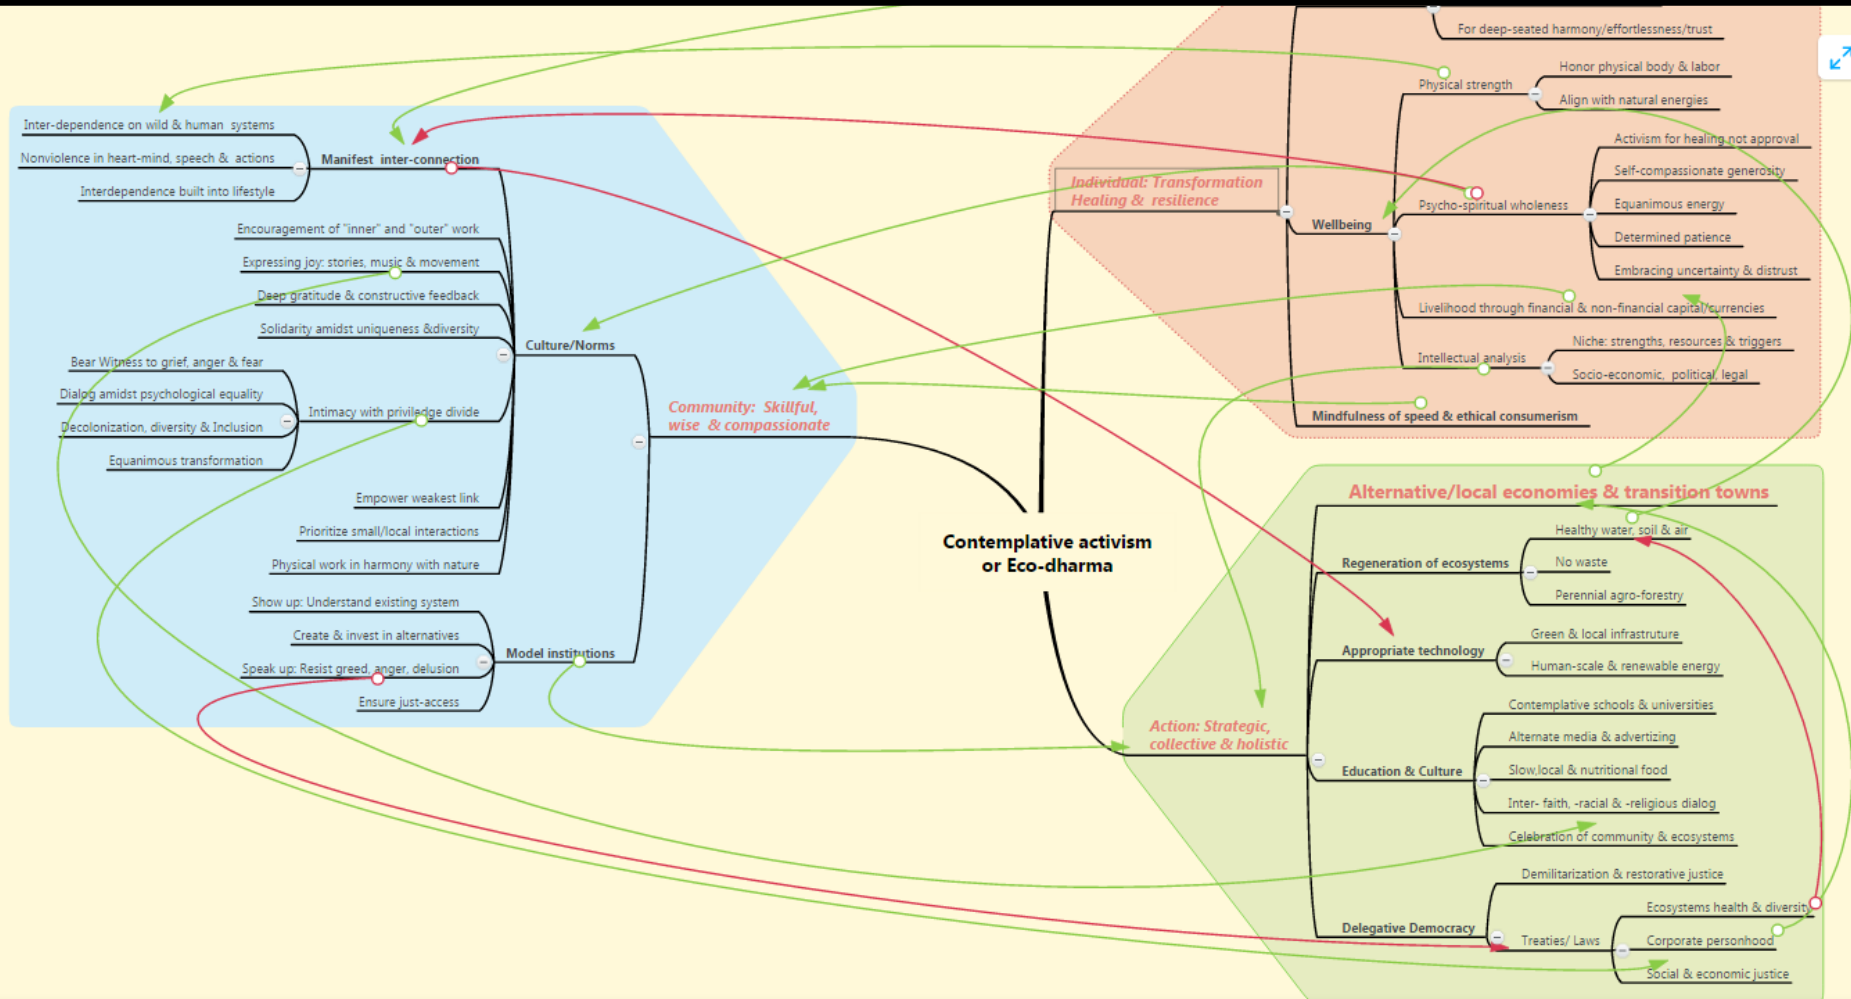 For deep-seated harmony/effortlessness/trust
Physical strength
Honor physical body & labor
Align with natural energies
Individual: Transformation
Healing & resilience
Wellbeing
Psycho-spiritual wholeness
Activism for healing not approval
Self-compassionate generosity
Equanimous energy
Determined patience
Embracing uncertainty & distrust
Livelihood through financial & non-financial capital/currencies
Intellectual analysis
Niche: strengths, resources & triggers
Socio-economic, political, legal
Mindfulness of speed & ethical consumerism
Inter-dependence on wild & human systems
Nonviolence in heart-mind, speech & actions
Interdependence built into lifestyle
Manifest inter-connection
Encouragement of "inner" and "outer" work
Expressing joy: stories, music & movement
Deep gratitude & constructive feedback
Solidarity amidst uniqueness &diversity
Culture/Norms
Bear Witness to grief, anger & fear
Dialog amidst psychological equality
Decolonization, diversity & Inclusion
Equanimous transformation
Intimacy with priviledge divide
Empower weakest link
Prioritize small/local interactions
Physical work in harmony with nature
Community: Skillful,
wise & compassionate
Show up: Understand existing system
Create & invest in alternatives
Speak up: Resist greed, anger, delusion
Ensure just-access
Model institutions
Contemplative activism
or Eco-dharma
Alternative/local economies & transition towns
Regeneration of ecosystems
Healthy water, soil & air
No waste
Perennial agro-forestry
Appropriate technology
Green & local infrastruture
Human-scale & renewable energy
Action: Strategic,
collective & holistic
Education & Culture
Contemplative schools & universities
Alternate media & advertizing
Slow,local & nutritional food
Inter- faith, -racial & -religious dialog
Celebration of community & ecosystems
Delegative Democracy
Demilitarization & restorative justice
Treaties/ Laws
Ecosystems health & diversity
Corporate personhood
Social & economic justice